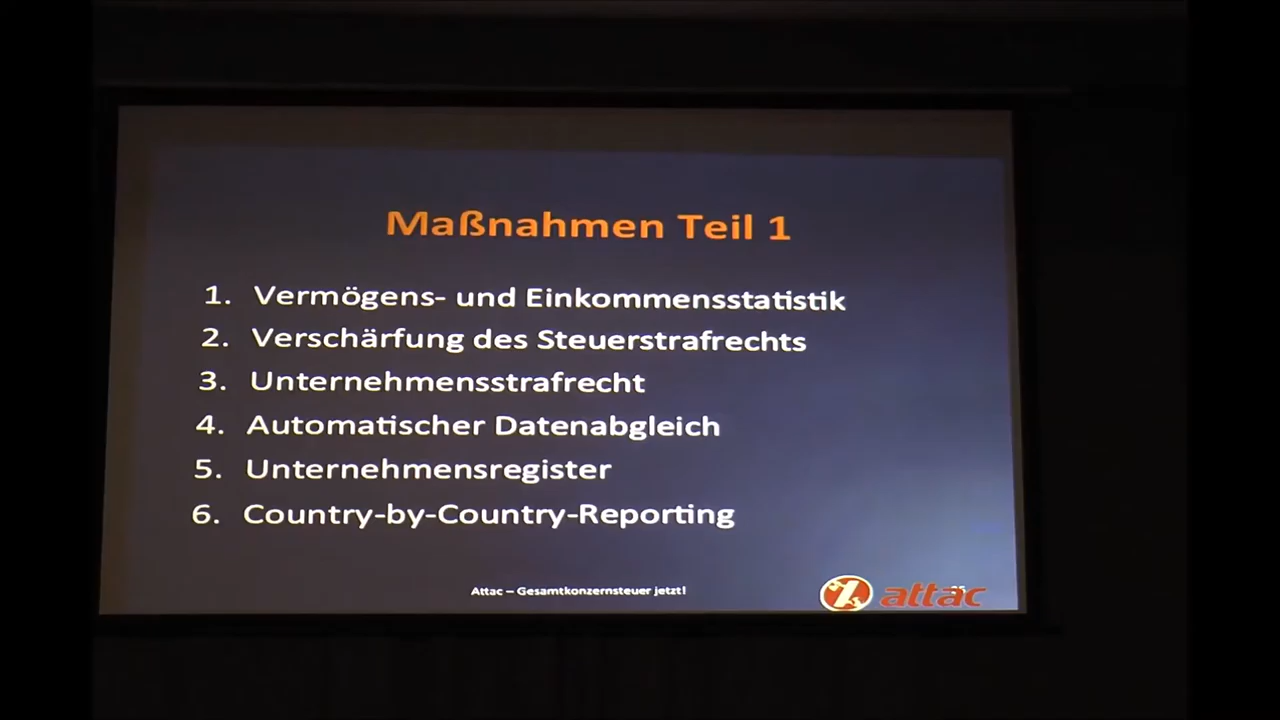 Maßnahmen Teil 1
1. Vermögens- und Einkommensstatistik
2. Verschärfung des Steuerstrafrechts
3. Unternehmensstrafrecht
4. Automatischer Datenabgleich
5. Unternehmensregister
6. Country-by-Country-Reporting
Attac – Gesamtkonzernsteuer jetzt!
attac